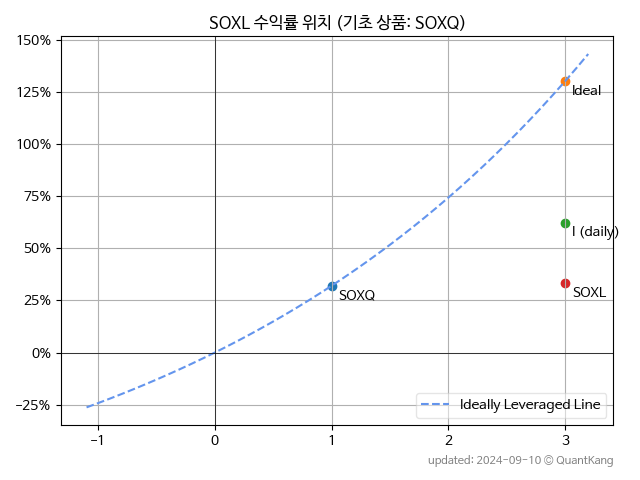 SOXL 수익률 위치 (기초 상품: SOXQ)
150%
125%
100%
75%
50%
25%
0%
−25%
Ideal
I (daily)
SOXQ
SOXL
Ideally Leveraged Line
−1
0
1
2
3
updated: 2024-09-10 © QuantKang